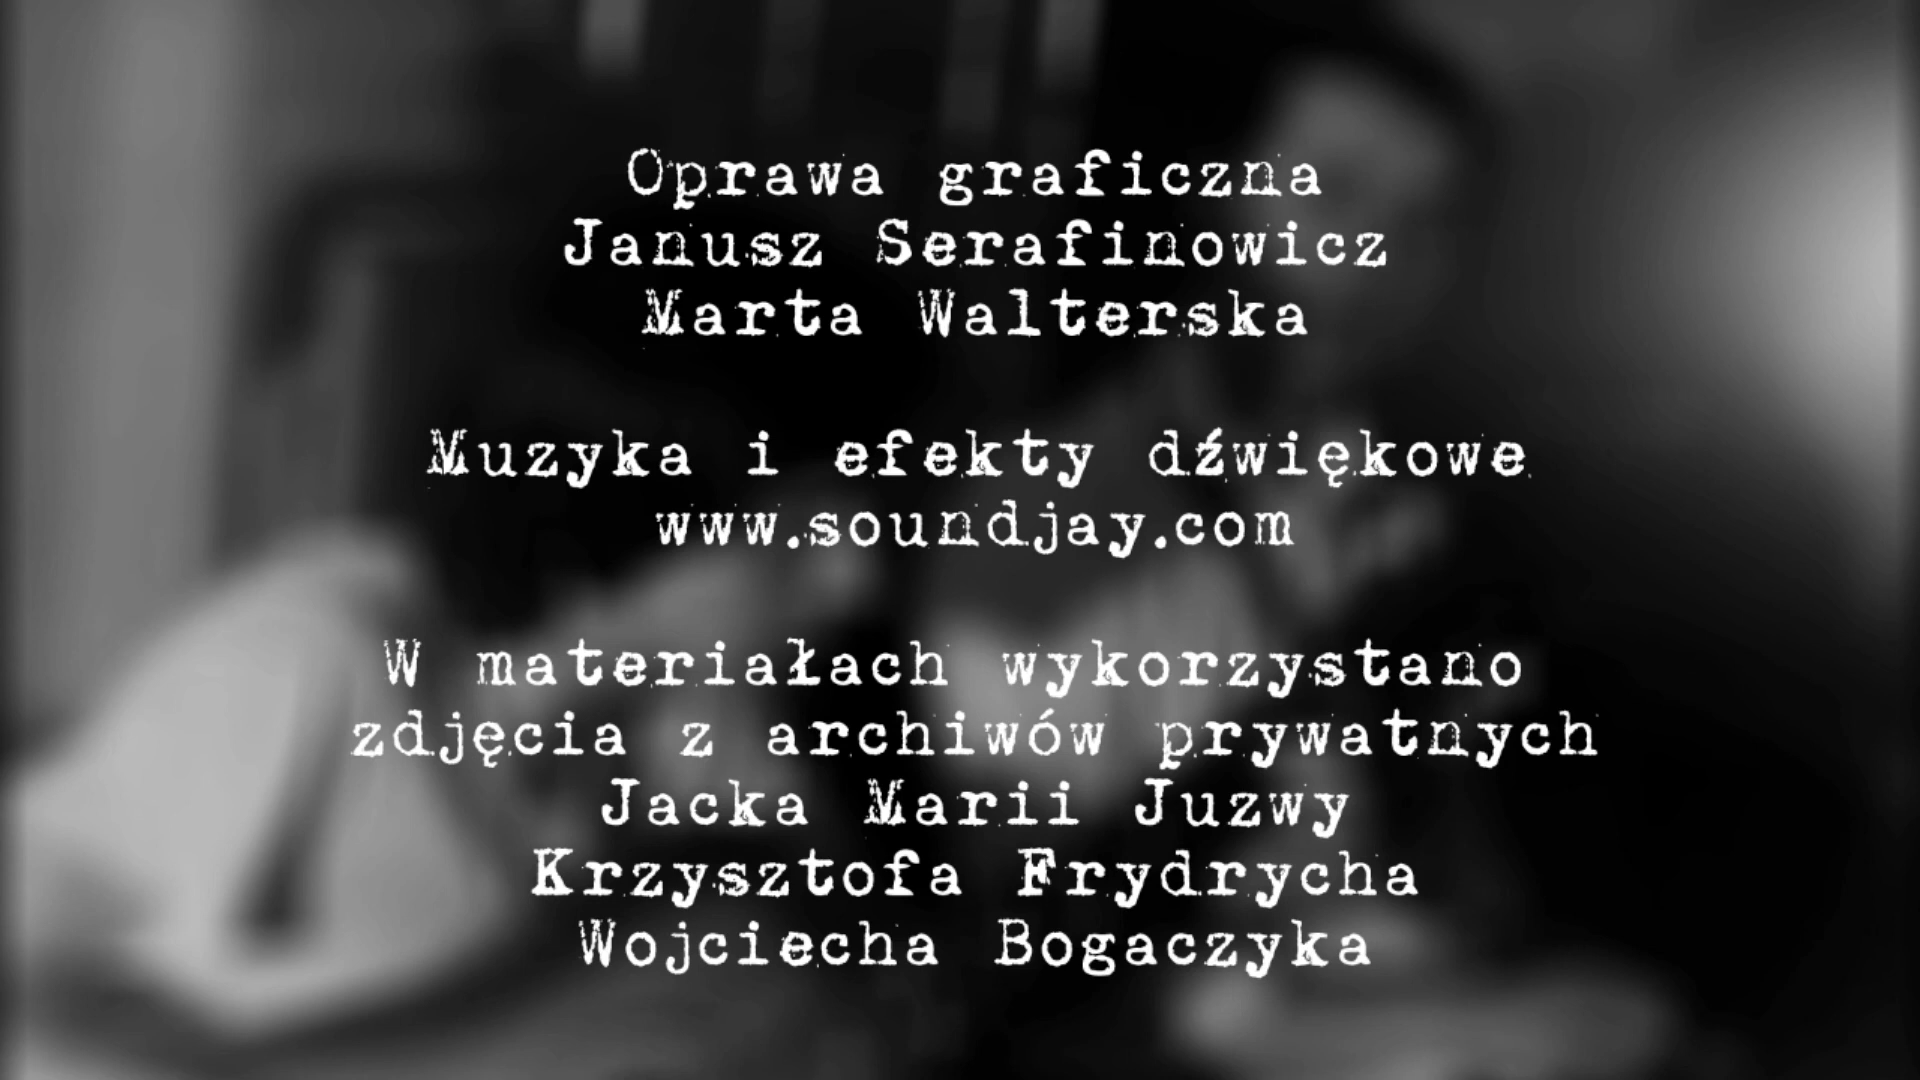 Oprawa graficzna
Janusz Serafinowicz
Marta Walterska
Muzyka i efekty dźwiękowe
www.soundjay.com
W materiałach wykorzystano
zdjęcia z archiwów prywatnych
Jacka Marii Juzwy
Krzysztofa Frydrycha
Wojciecha Bogaczyka